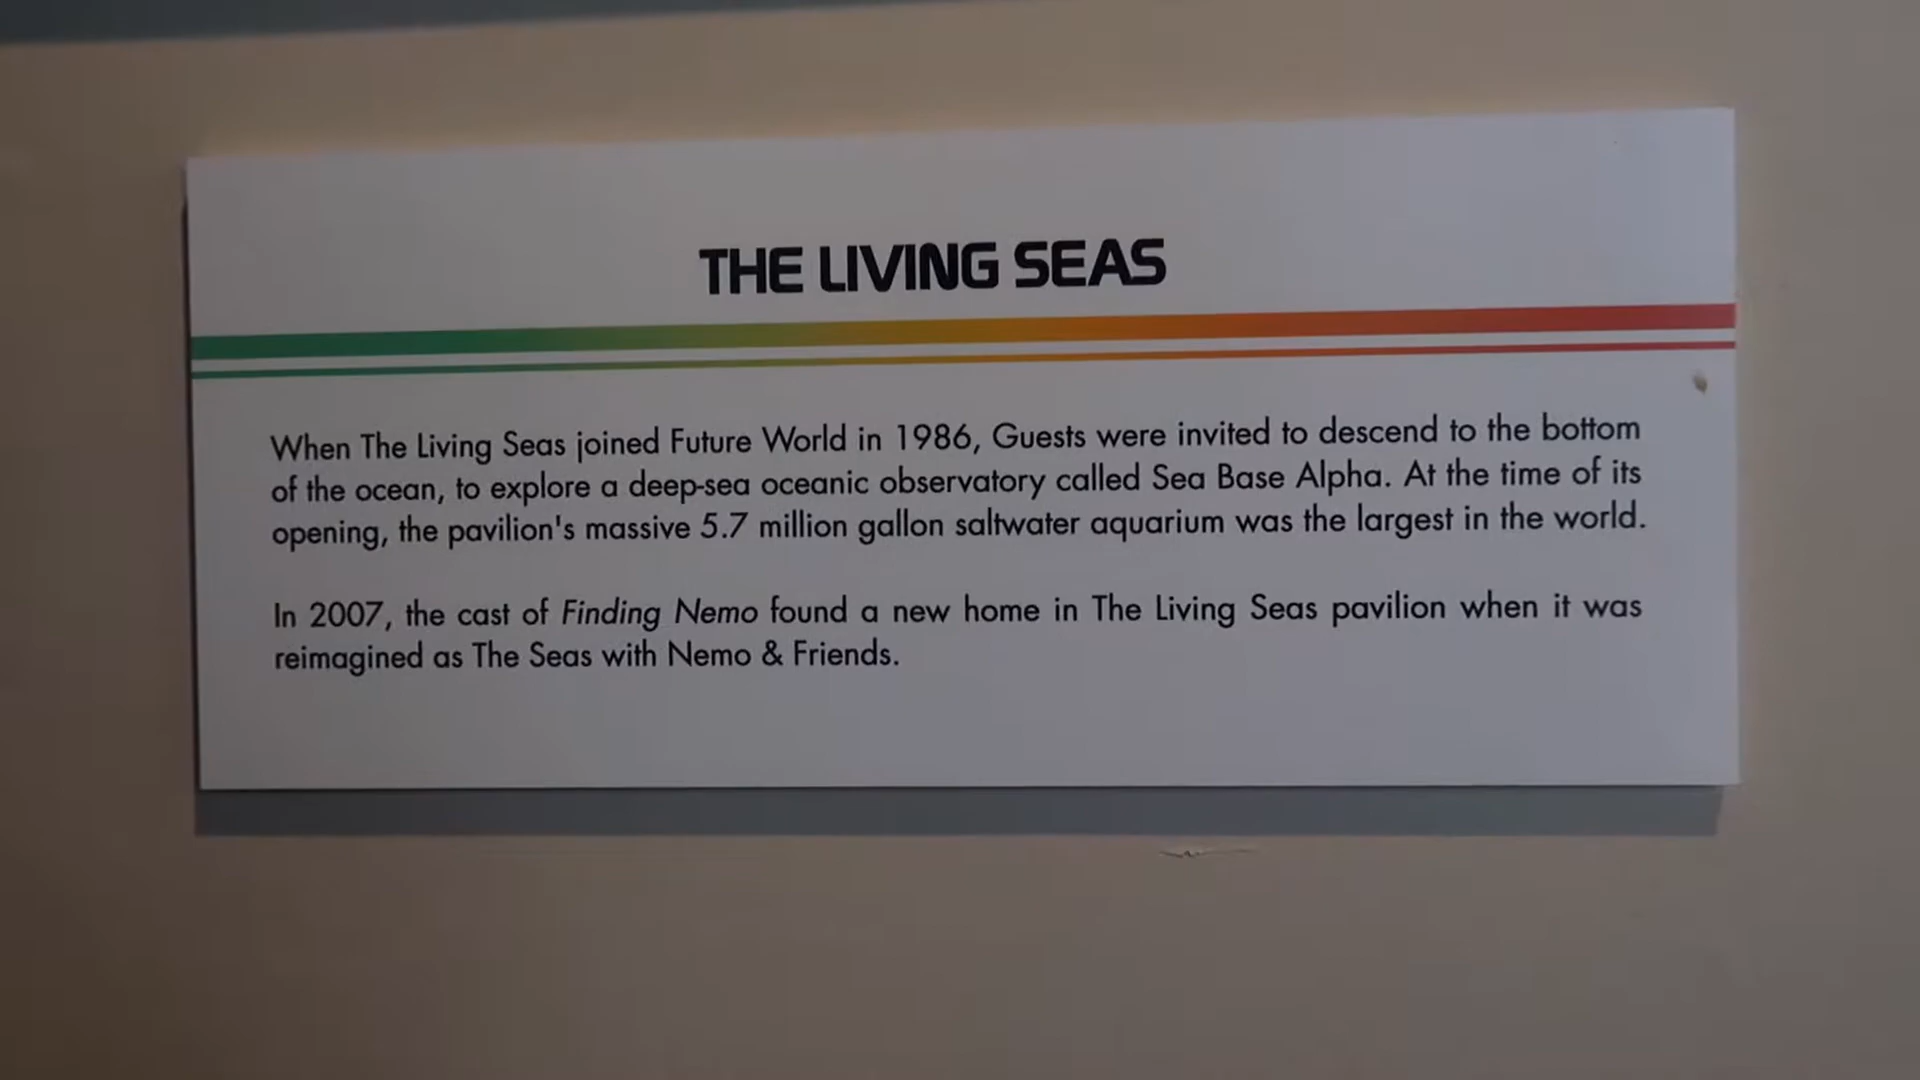 THE LIVING SEAS
When The Living Seas joined Future World in 1986, Guests were invited to descend to the bottom
of the ocean, to explore a deep-sea oceanic observatory called Sea Base Alpha. At the time of its
opening, the pavilion's massive 5.7 million gallon saltwater aquarium was the largest in the world.
In 2007, the cast of Finding Nemo found a new home in The Living Seas pavilion when it was
reimagined as The Seas with Nemo & Friends.